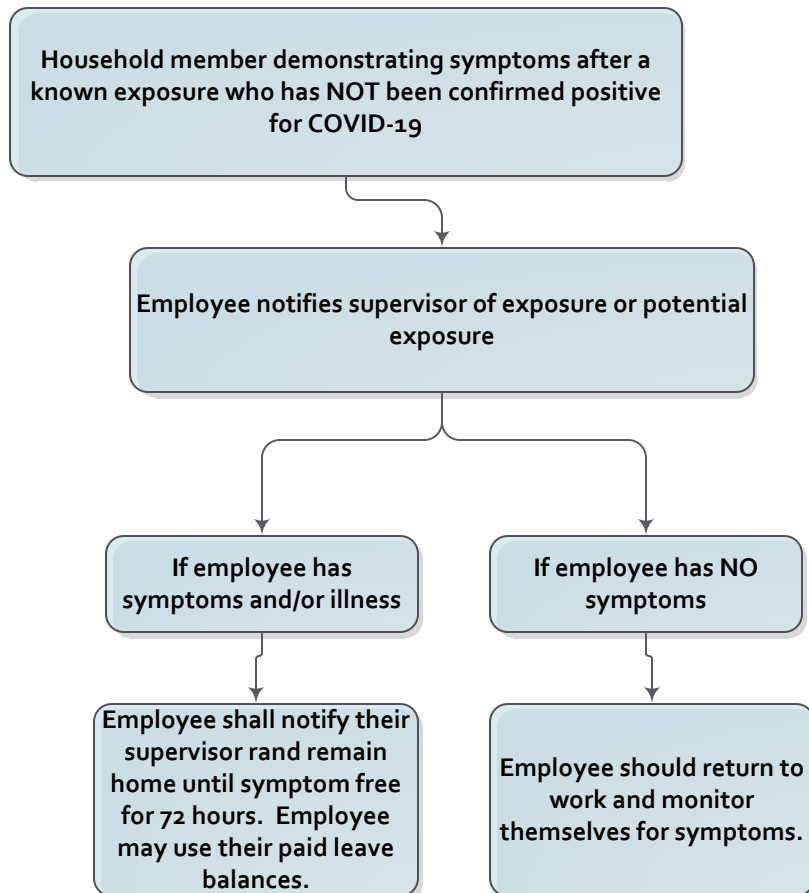 Household member demonstrating symptoms after a
known exposure who has NOT been confirmed positive
for COVID-19
Employee notifies supervisor of exposure or potential
exposure
If employee has
symptoms and/or illness
If employee has NO
symptoms
Employee shall notify their
supervisor rand remain
home until symptom free
for 72 hours.  Employee
may use their paid leave
balances.
Employee should return to
work and monitor
themselves for symptoms.